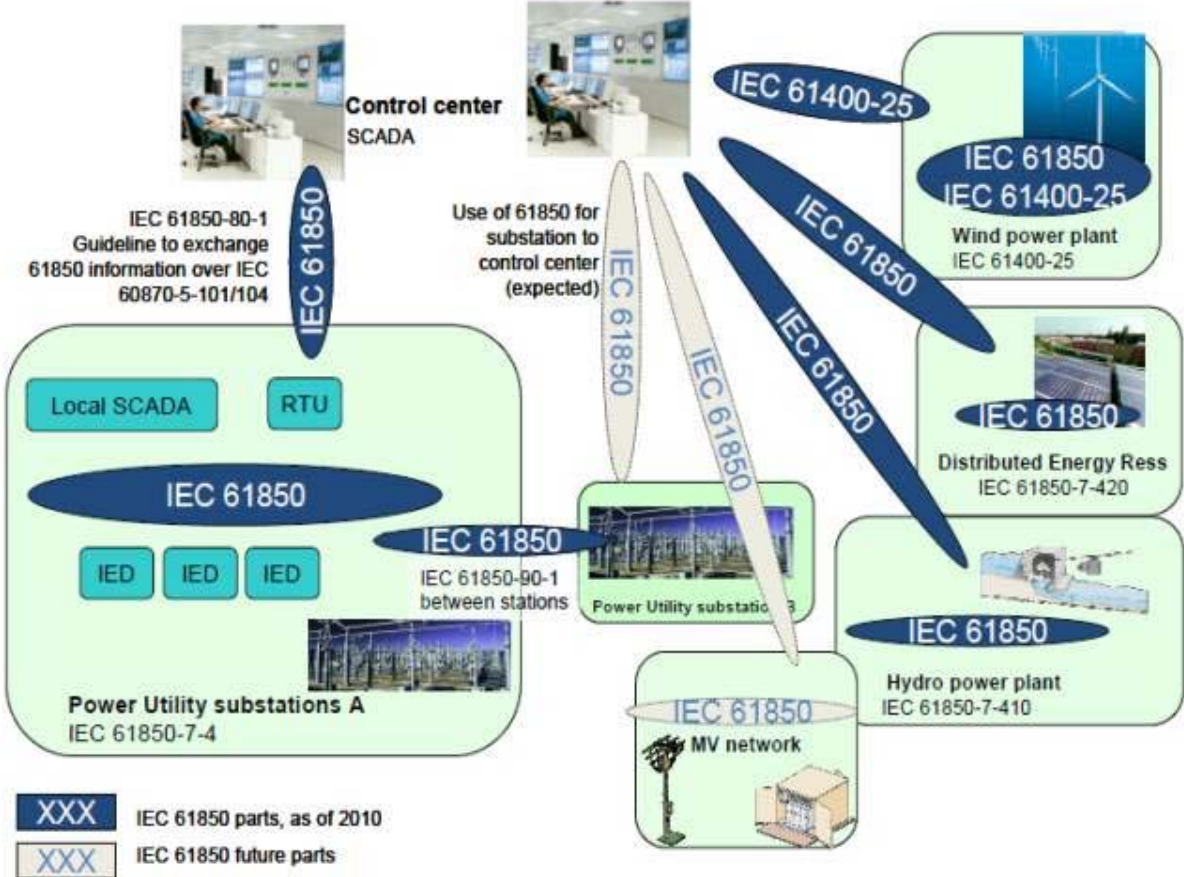 Control center
SCADA
IEC 61850-80-1
Guideline to exchange
61850 information over IEC
60870-5-101/104
IEC 61850
Use of 61850 for
substation to
control center
(expected)
IEC 61850
IEC 61850
IEC 61850
IEC 61850
IEC 61400-25
IEC 61850
IEC 61400-25
Wind power plant
IEC 61400-25
IEC 61850
Distributed Energy Ress
IEC 61850-7-420
Local SCADA
RTU
IEC 61850
IED
IED
IED
Power Utility substations A
IEC 61850-7-4
IEC 61850
IEC 61850-90-1
between stations
Power Utility substation B
IEC 61850
Hydro power plant
IEC 61850-7-410
IEC 61850
MV network
XXX
IEC 61850 parts, as of 2010
XXX
IEC 61850 future parts